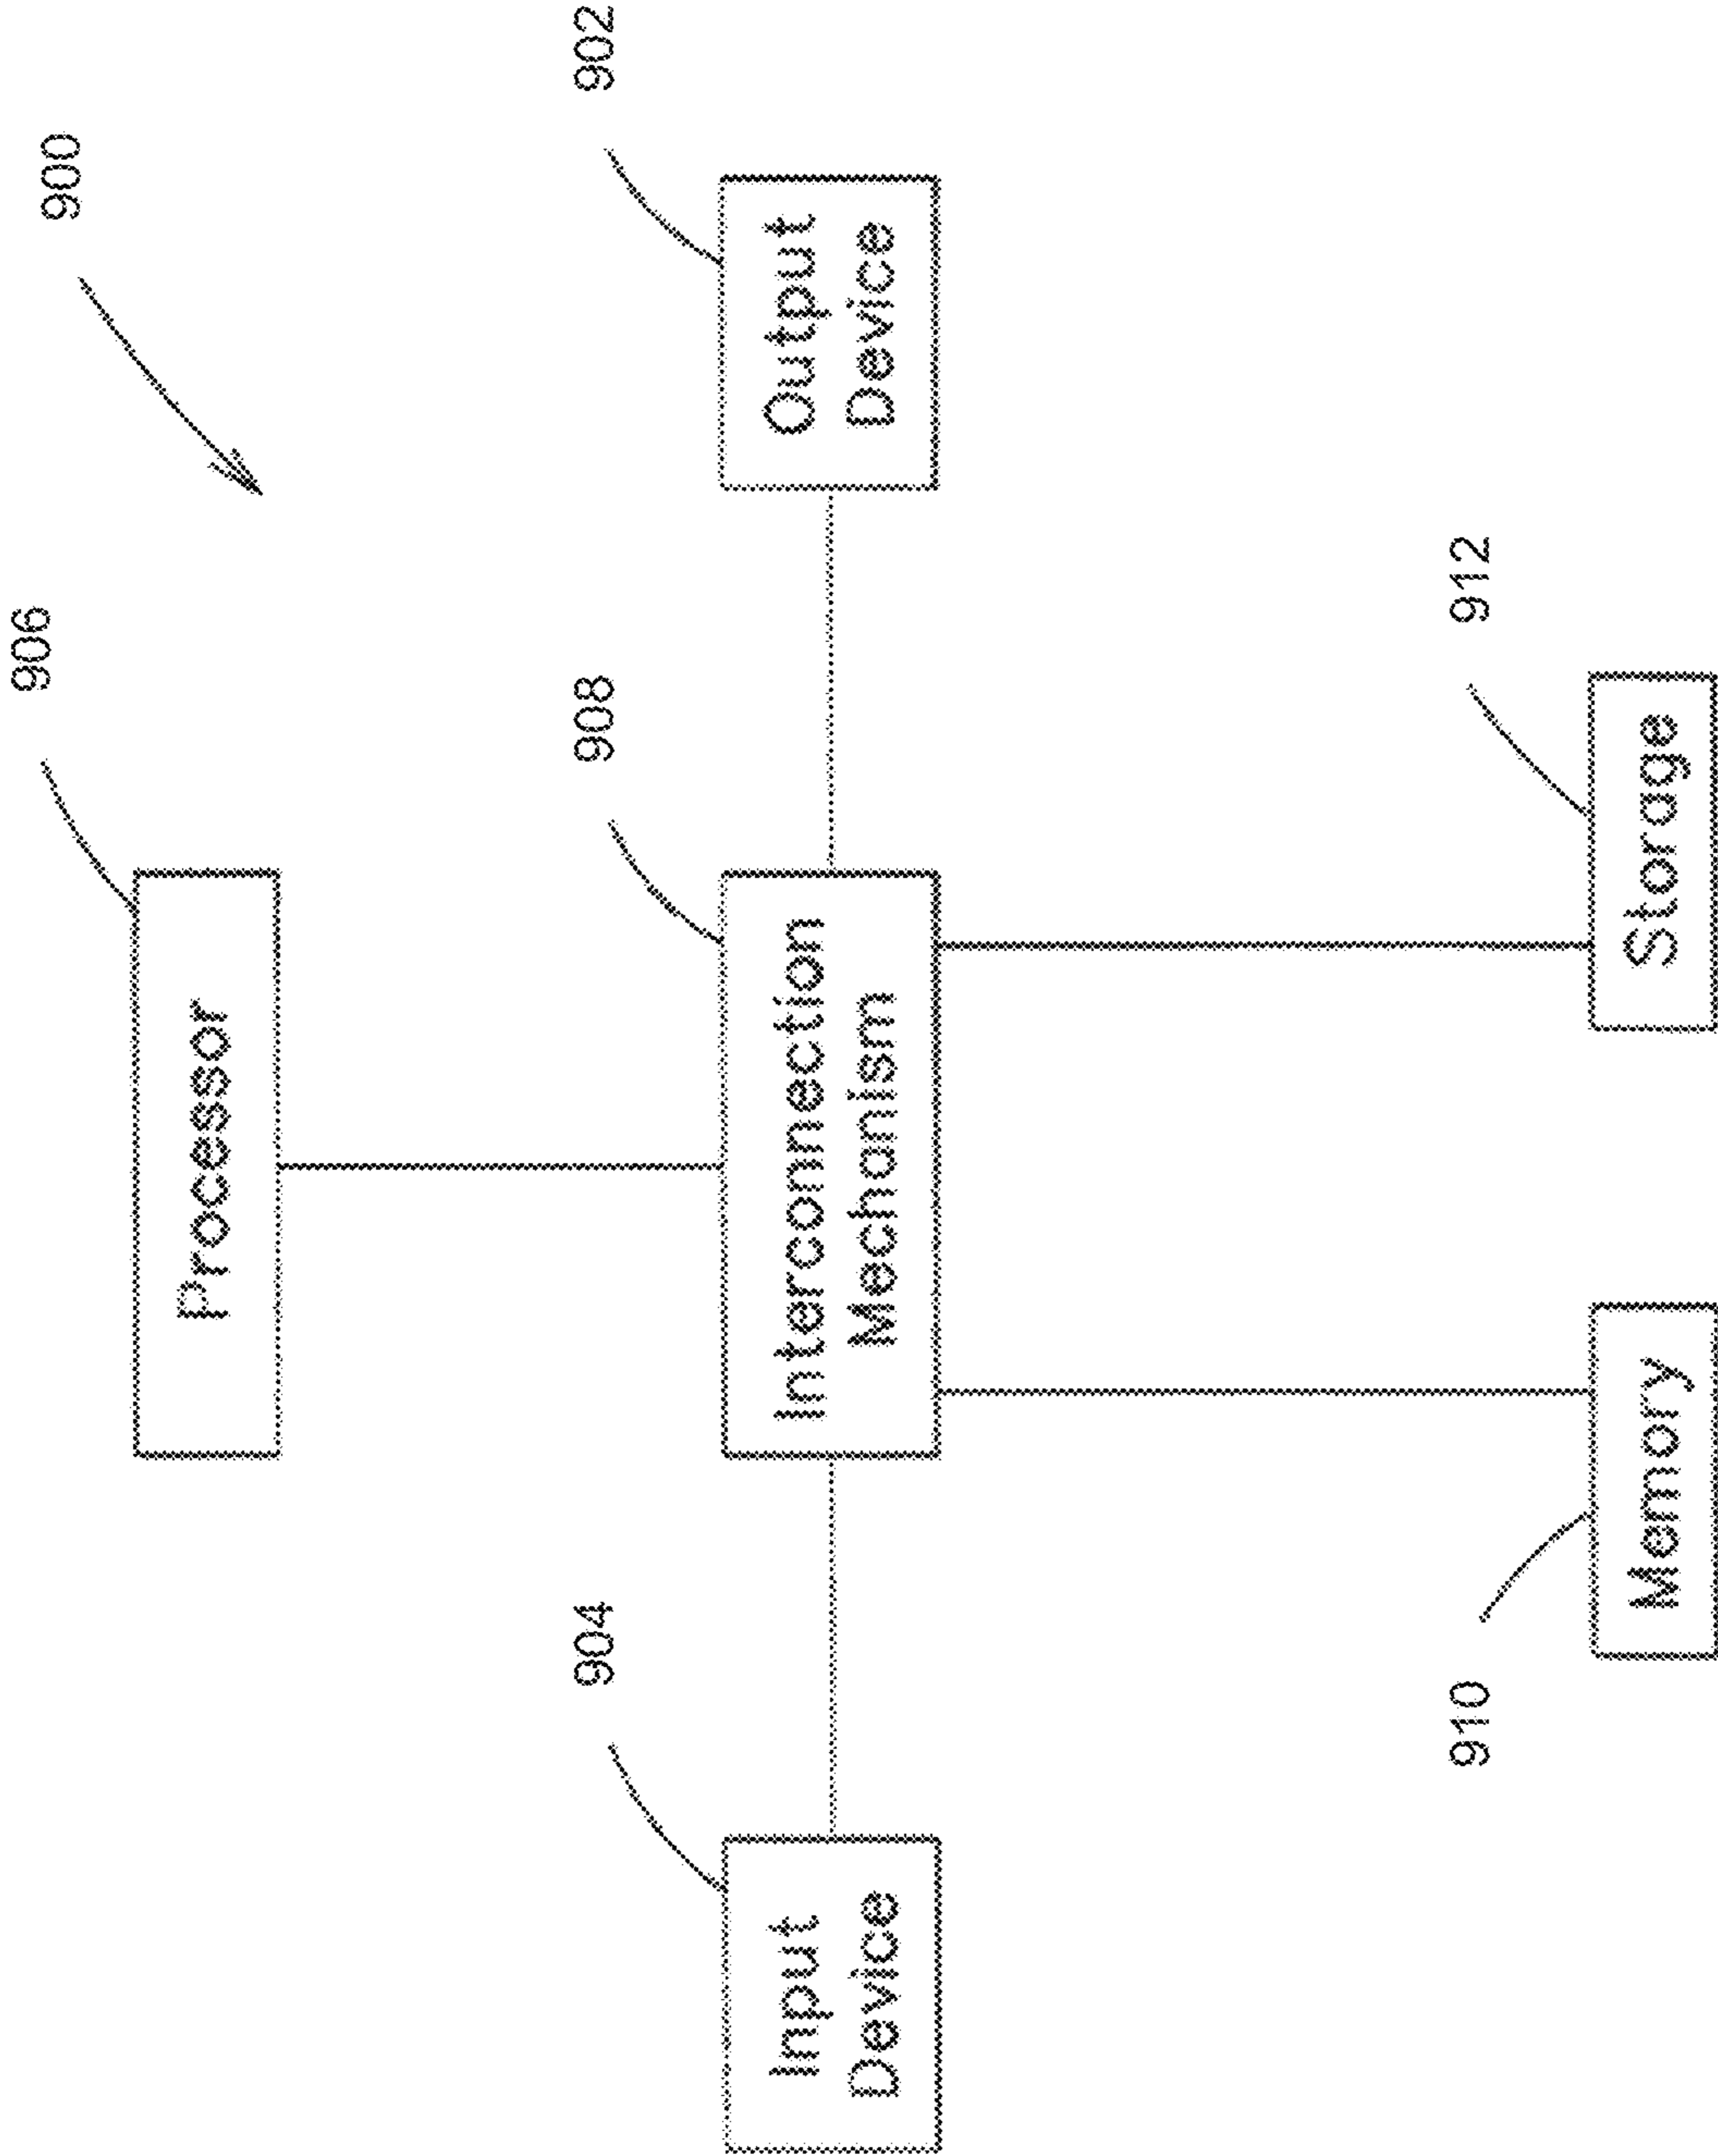 900
906
Processor
904
908
902
Input
Device
Interconnection
Mechanism
Output
Device
910
912
Memory
Storage